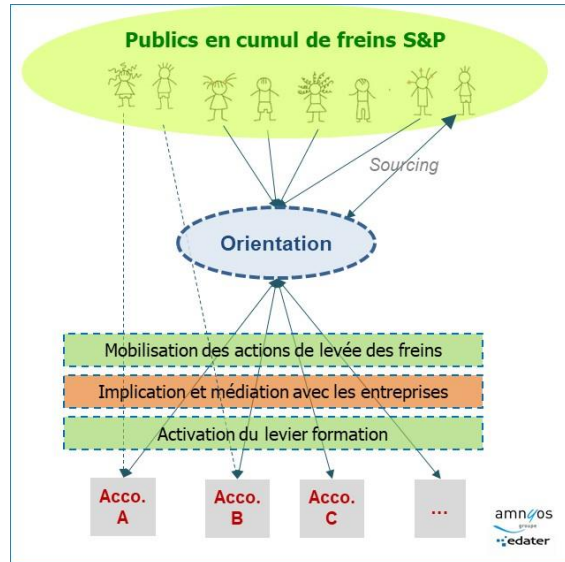 Publics en cumul de freins S&P
Sourcing
Orientation
Mobilisation des actions de levée des freins
Implication et médiation avec les entreprises
Activation du levier formation
Acco.
A
Acco.
B
Acco.
C
...
amnyos
groupe
edater